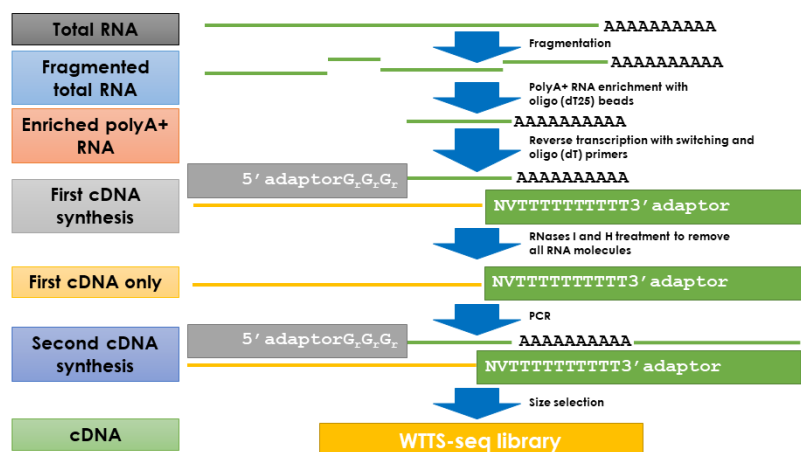 Total RNA
AAAAAAAAAA
Fragmentation
Fragmented
total RNA
AAAAAAAAAA
PolyA+ RNA enrichment with
oligo (dT25) beads
Enriched polyA+
RNA
AAAAAAAAAA
Reverse transcription with switching and
oligo (dT) primers
First cDNA
synthesis
5'adaptorGrGrGr
AAAAAAAAAA
NVTTTTTTTTTTT3'adaptor
RNases I and H treatment to remove
all RNA molecules
First cDNA only
NVTTTTTTTTTTT3'adaptor
PCR
Second cDNA
synthesis
5'adaptorGrGrGr
AAAAAAAAAA
NVTTTTTTTTTTT3'adaptor
Size selection
cDNA
WTTS-seq library